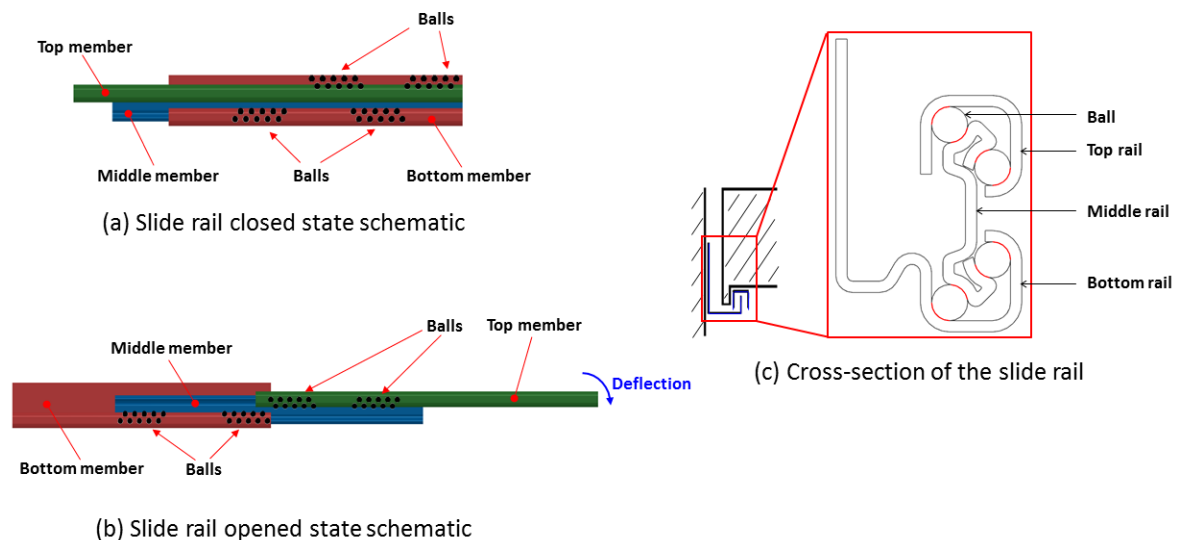 Balls
Top member
Middle member
Balls
Bottom member
(a) Slide rail closed state schematic
Balls
Top member
Middle member
Deflection
Bottom member
Balls
(b) Slide rail opened state schematic
Ball
Top rail
Middle rail
Bottom rail
(c) Cross-section of the slide rail